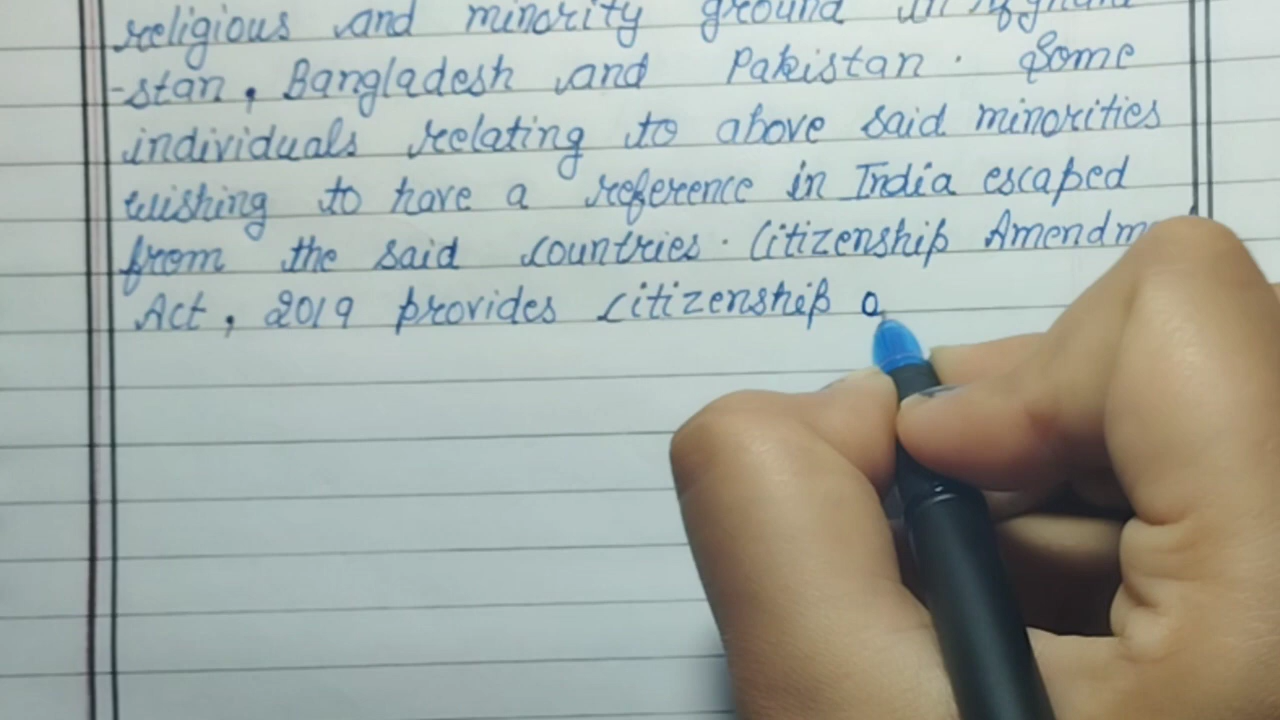 religious and minority ground in Afghani
-stan, Bangladesh and Pakistan. Some
individuals relating to above said minorities
wishing to have a reference in India escaped
from the said countries. Citizenship Amendm
Act, 2019 provides citizenship a